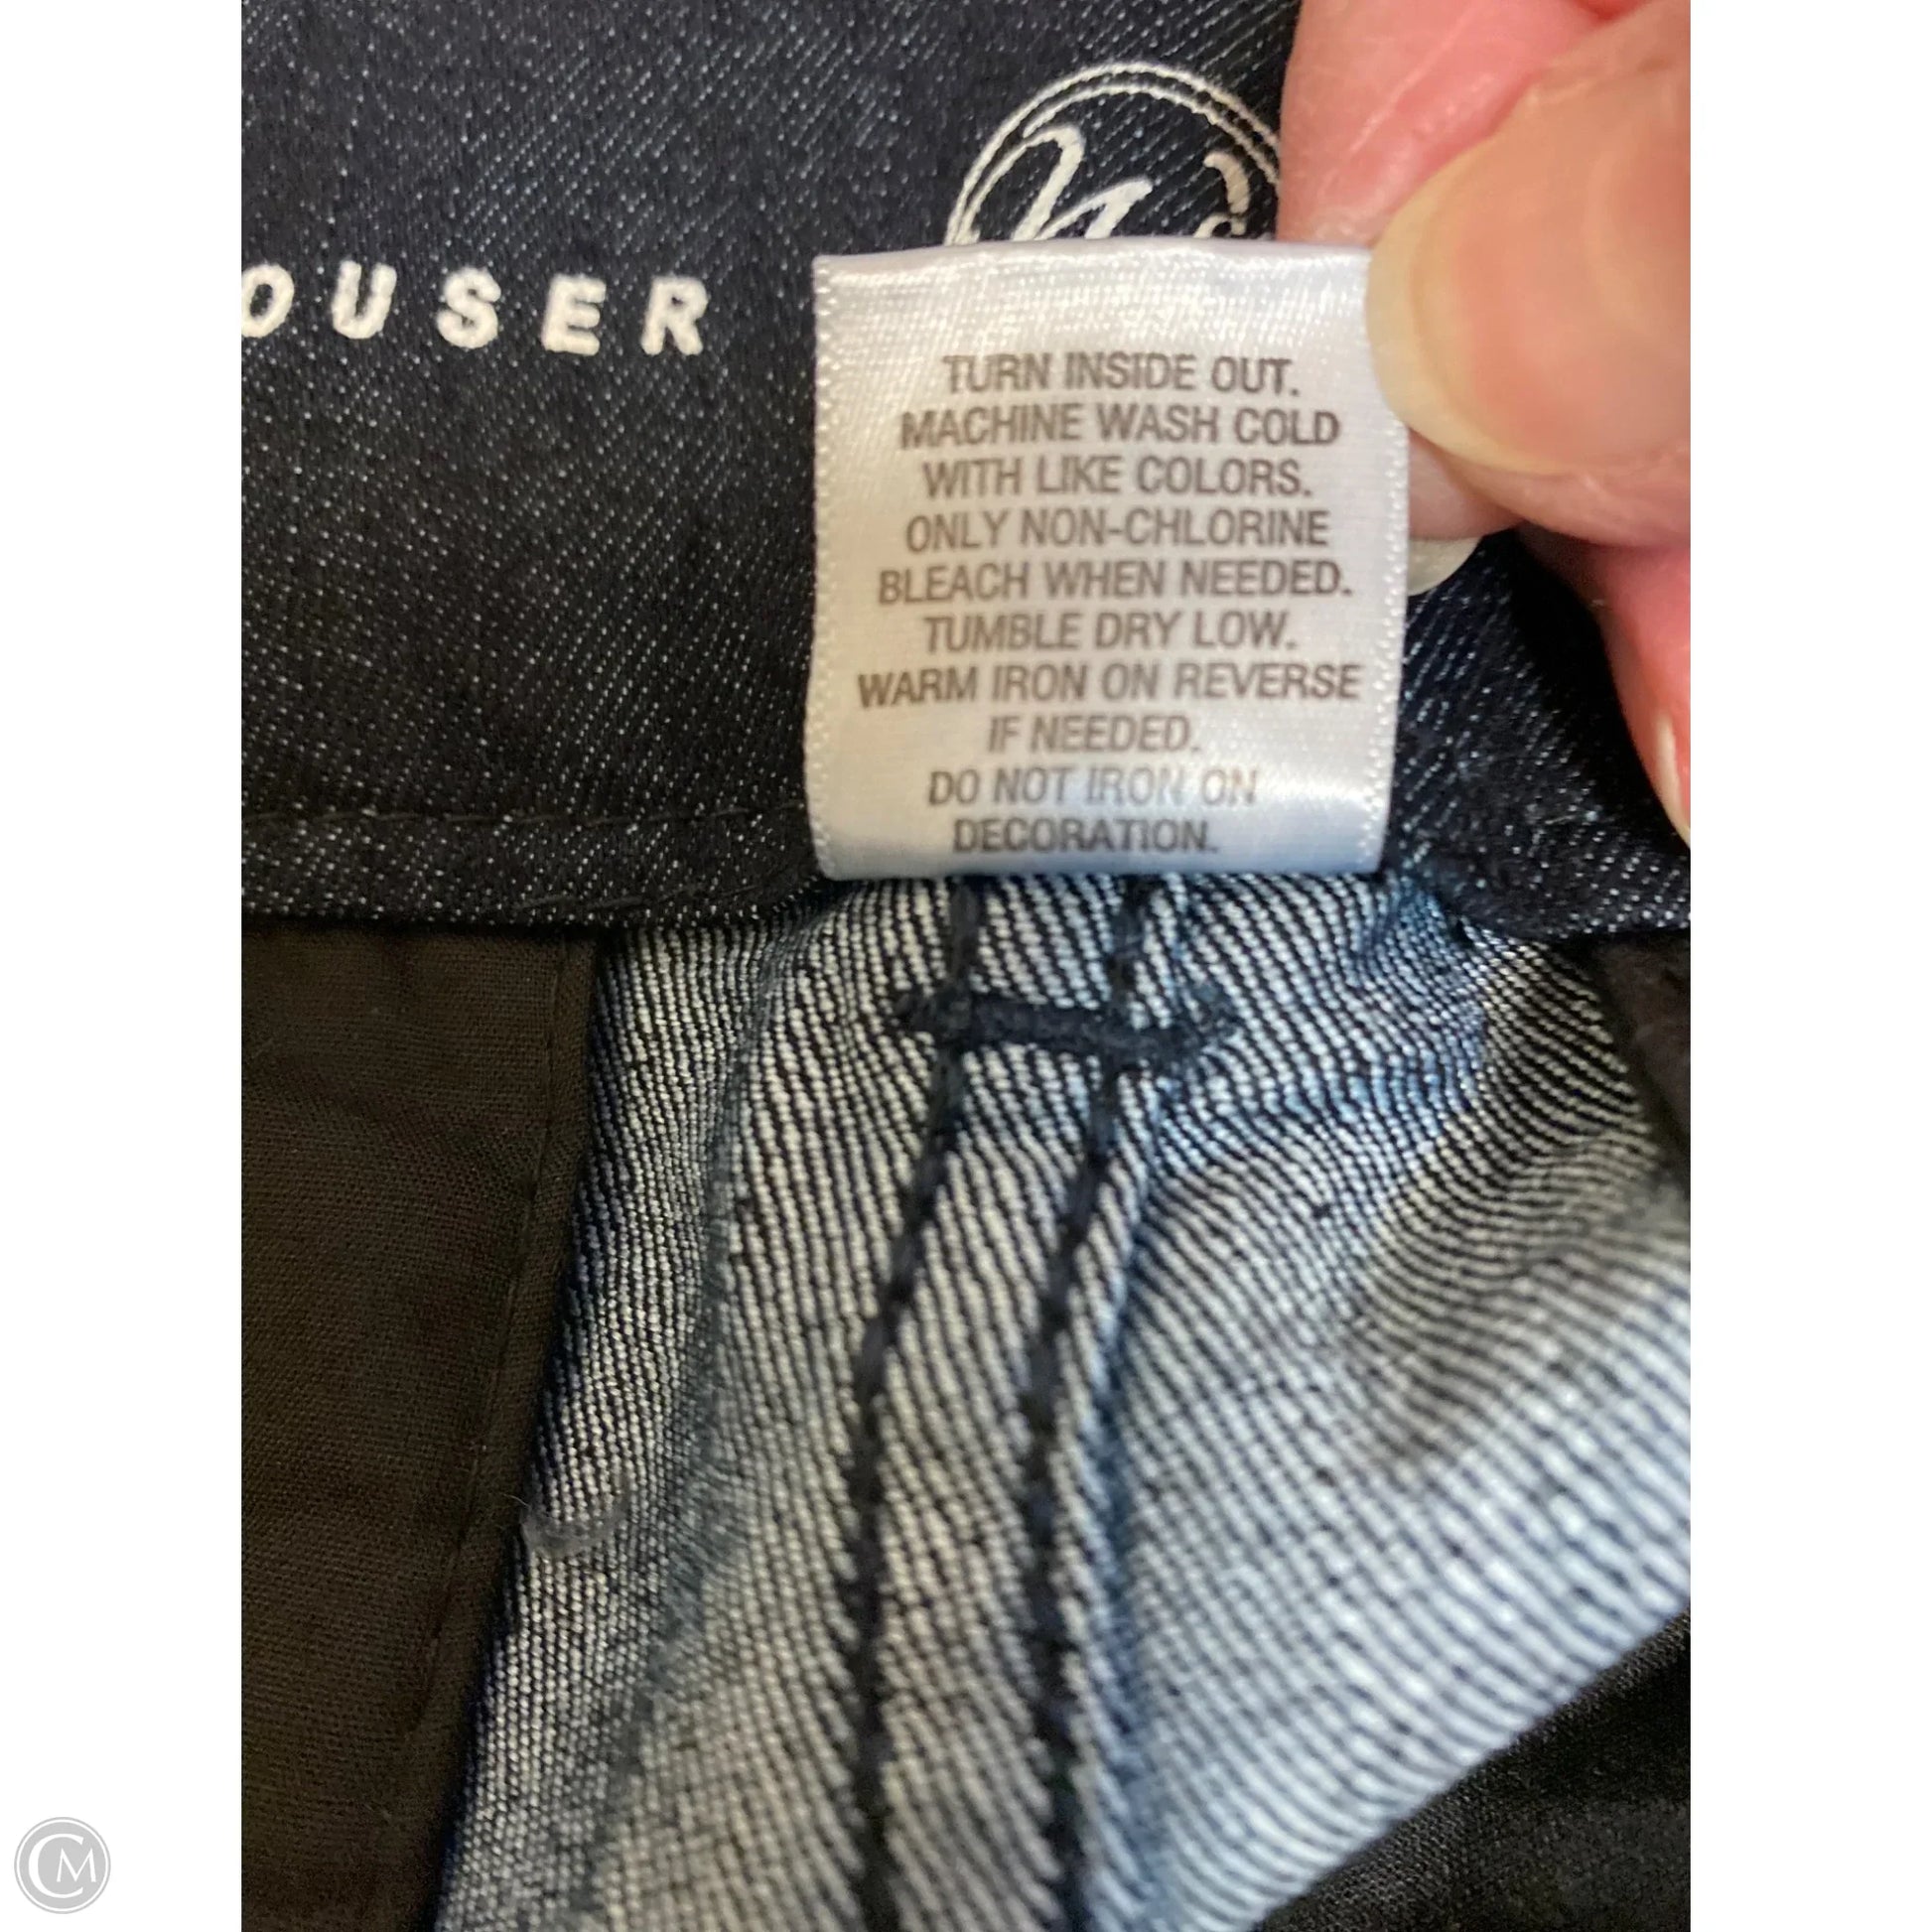 OUSER
TURN INSIDE OUT.
MACHINE WASH COLD
WITH LIKE COLORS.
ONLY NON-CHLORINE
BLEACH WHEN NEEDED.
TUMBLE DRY LOW.
WARM IRON ON REVERSE
IF NEEDED.
DO NOT IRON ON
DECORATION.
CM